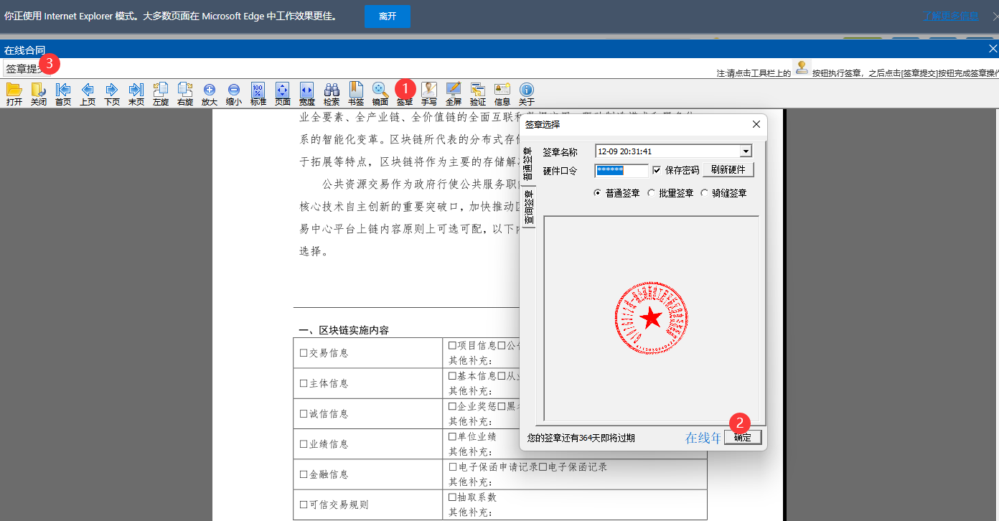 你正使用 Internet Explorer 模式。大多数页面在 Microsoft Edge 中工作效果更佳。
离开
了解更多信息
在线合同
签章提交
3
注:请点击工具栏上的 按钮执行签章，之后点击[签章提交]按钮完成签章操作
打开 关闭 首页 上页 下页 末页 左旋 右旋 放大 缩小 标准 页面 宽度 检索 书签 镜面 签章 手写 全屏 验证 信息 关于
100
%
1
业全要素、全产业链、全价值链的全面互联和
系的智能化变革。区块链所代表的分布式存储
于拓展等特点，区块链将作为主要的存储解决
公共资源交易作为政府行使公共服务职能
核心技术自主创新的重要突破口，加快推动区
易中心平台上链内容原则上可选可配，以下内
选择。
一、区块链实施内容
□交易信息
□项目信息□公
其他补充：
□主体信息
□基本信息□从业
其他补充：
□诚信信息
□企业奖惩□黑名
其他补充：
□业绩信息
□单位业绩
其他补充：
□金融信息
□电子保函申请记录□电子保函记录
其他补充：
□可信交易规则
□抽取系数
其他补充：
签章选择
普通签章
查询签章
签章名称
12-09 20:31:41
硬件口令
******
保存密码
刷新硬件
普通签章 批量签章 骑缝签章
您的签章还有364天即将过期
在线年
2
确定